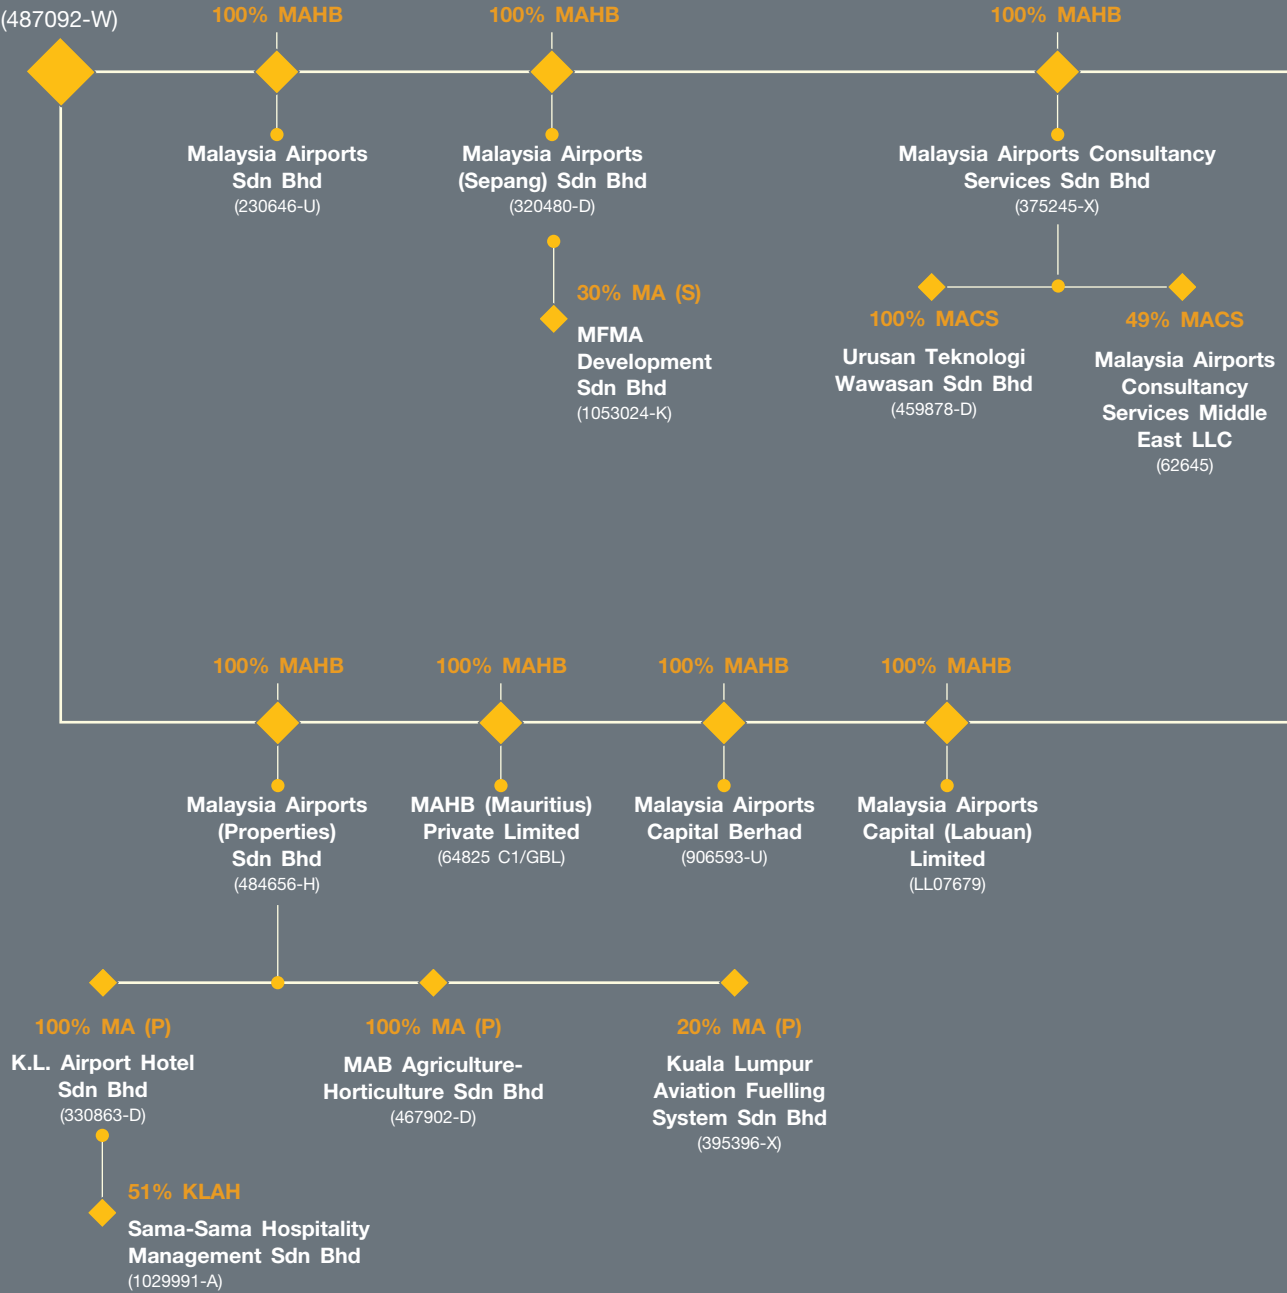 (487092-W)
100% MAHB
Malaysia Airports
Sdn Bhd
(230646-U)
100% MAHB
Malaysia Airports
(Sepang) Sdn Bhd
(320480-D)
30% MA (S)
MFMA
Development
Sdn Bhd
(1053024-K)
100% MAHB
Malaysia Airports Consultancy
Services Sdn Bhd
(375245-X)
100% MACS
Urusan Teknologi
Wawasan Sdn Bhd
(459878-D)
49% MACS
Malaysia Airports
Consultancy
Services Middle
East LLC
(62645)
100% MAHB
Malaysia Airports
(Properties)
Sdn Bhd
(484656-H)
100% MAHB
MAHB (Mauritius)
Private Limited
(64825 C1/GBL)
100% MAHB
Malaysia Airports
Capital Berhad
(906593-U)
100% MAHB
Malaysia Airports
Capital (Labuan)
Limited
(LL07679)
100% MA (P)
K.L. Airport Hotel
Sdn Bhd
(330863-D)
51% KLAH
Sama-Sama Hospitality
Management Sdn Bhd
(1029991-A)
100% MA (P)
MAB Agriculture-
Horticulture Sdn Bhd
(467902-D)
20% MA (P)
Kuala Lumpur
Aviation Fuelling
System Sdn Bhd
(395396-X)